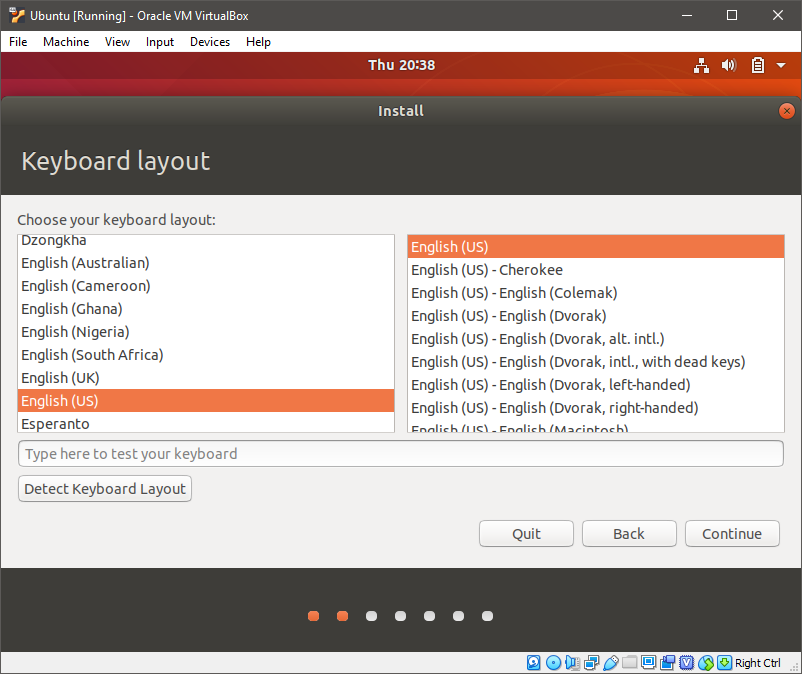 Ubuntu [Running] - Oracle VM VirtualBox
File Machine View Input Devices Help
Thu 20:38
Install
Keyboard layout
Choose your keyboard layout:
Dzongkha
English (Australian)
English (Cameroon)
English (Ghana)
English (Nigeria)
English (South Africa)
English (UK)
English (US)
Esperanto
English (US)
English (US) - Cherokee
English (US) - English (Colemak)
English (US) - English (Dvorak)
English (US) - English (Dvorak, alt. intl.)
English (US) - English (Dvorak, intl., with dead keys)
English (US) - English (Dvorak, left-handed)
English (US) - English (Dvorak, right-handed)
English (US) - English (Macintosh)
Type here to test your keyboard
Detect Keyboard Layout
Quit Back Continue
Right Ctrl